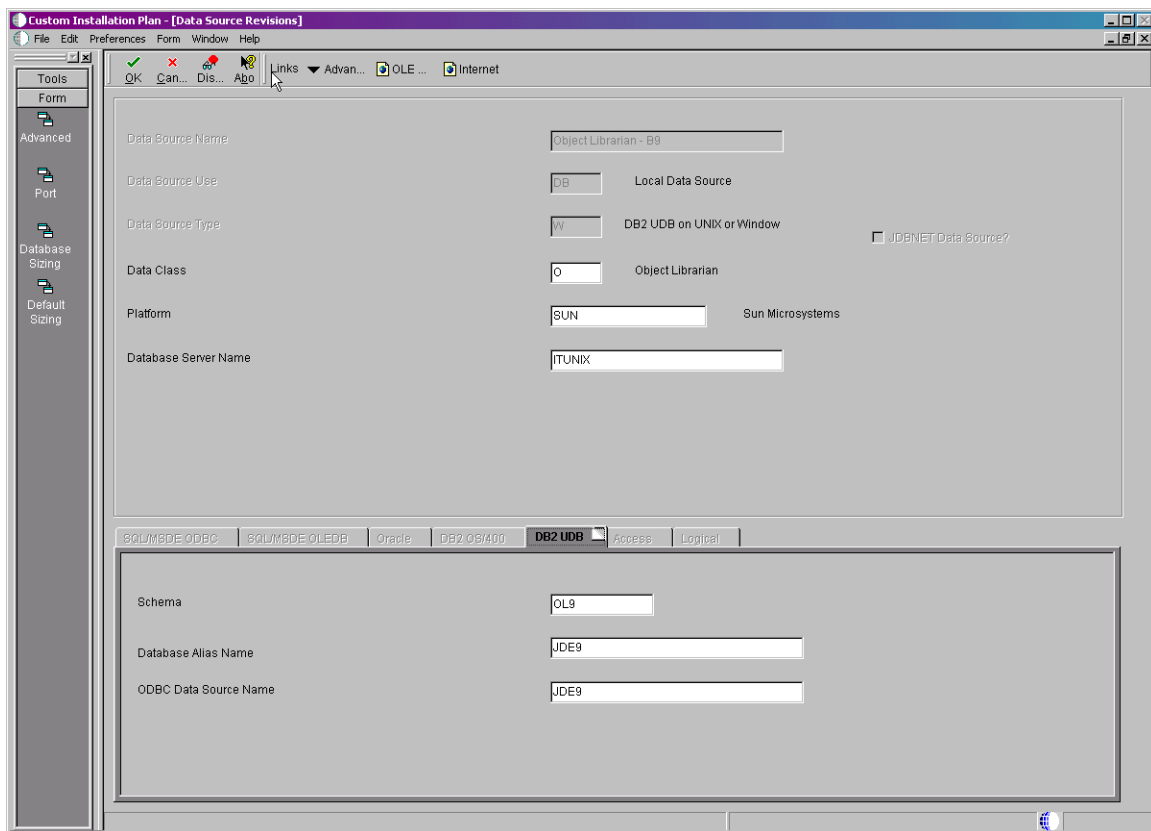 Custom Installation Plan - [Data Source Revisions]
File Edit Preferences Form Window Help
Tools
Form
Advanced
Port
Database
Sizing
Default
Sizing
OK Can... Dis... Abo Links Advan... OLE ... Internet
Data Source Name Object Librarian - B9
Data Source Use DB Local Data Source
Data Source Type W DB2 UDB on UNIX or Window
JDBNET Data Source?
Data Class O Object Librarian
Platform SUN Sun Microsystems
Database Server Name ITUNIX
SQL/MSDE ODBC SQL/MSDE OLEDB Oracle DB2 OS/400 DB2 UDB Access Logical
Schema OL9
Database Alias Name JDE9
ODBC Data Source Name JDE9